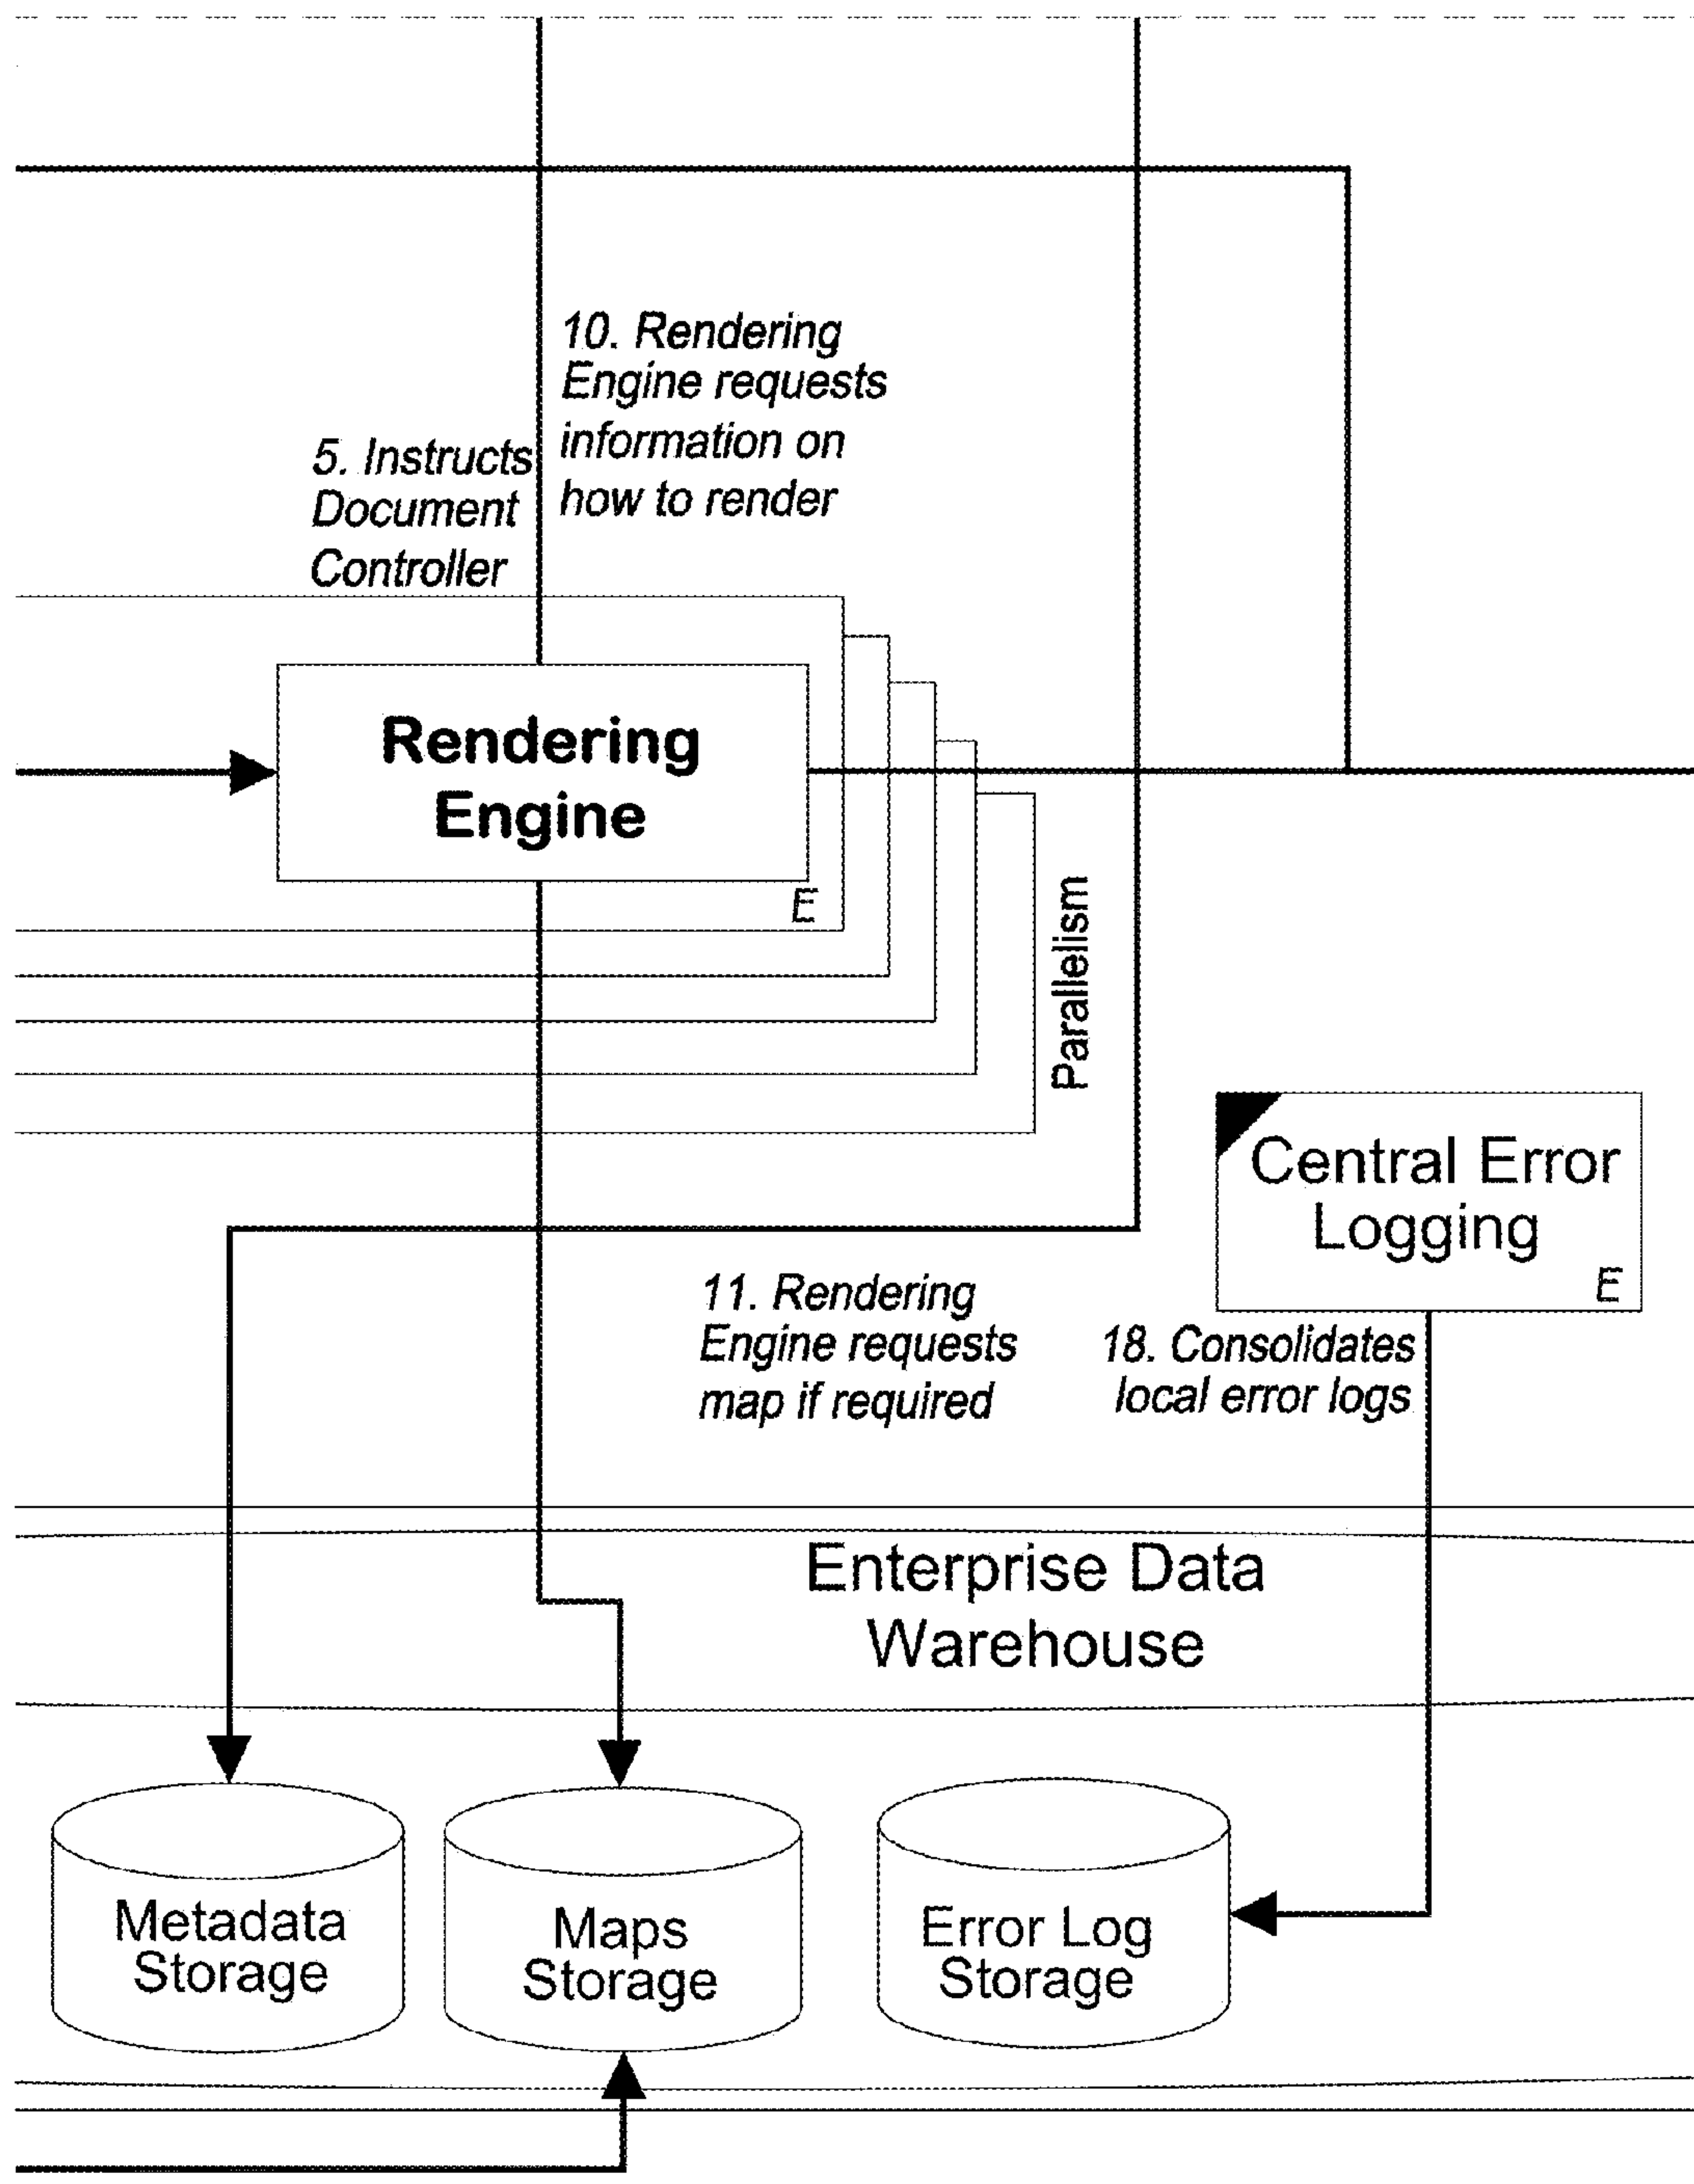 10. Rendering
Engine requests
information on
how to render
5. Instructs
Document
Controller
Rendering
Engine
E
Parallelism
Central Error
Logging
E
11. Rendering
Engine requests
map if required
18. Consolidates
local error logs
Enterprise Data
Warehouse
Metadata
Storage
Maps
Storage
Error Log
Storage